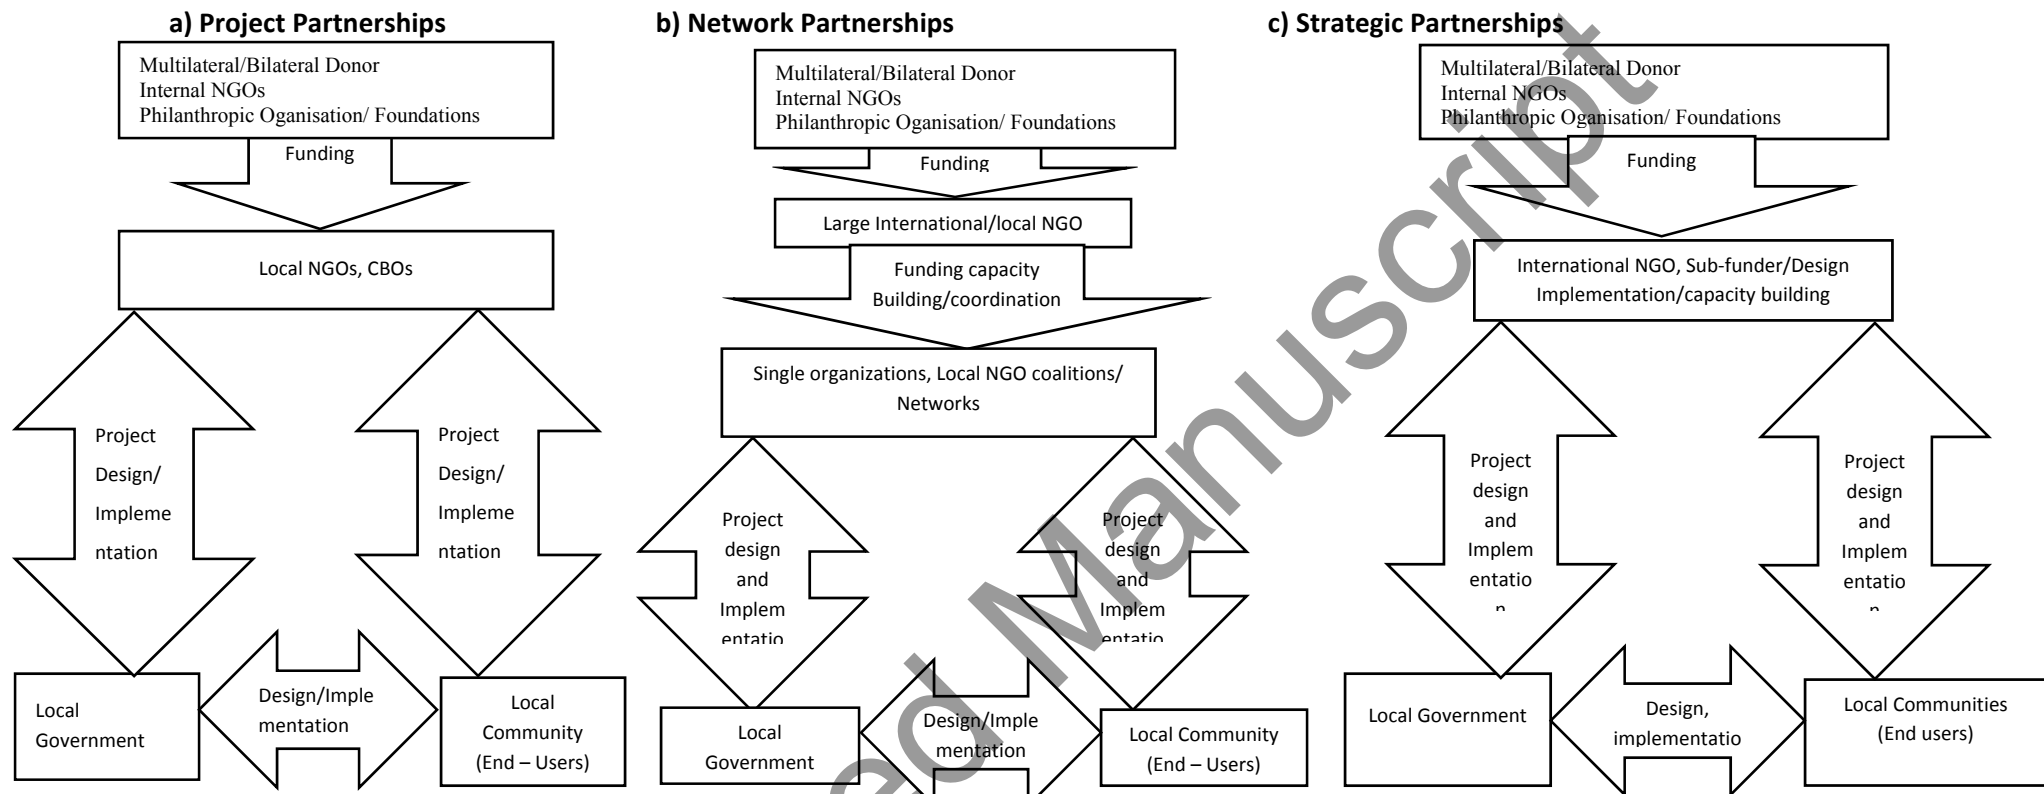 a) Project Partnerships
Multilateral/Bilateral Donor
Internal NGOs
Philanthropic Oganisation/ Foundations
Funding
Local NGOs, CBOs
Project
Design/
Impleme
ntation
Project
Design/
Impleme
ntation
Local
Government
Design/Imple
mentation
Local
Community
(End – Users)
b) Network Partnerships
Multilateral/Bilateral Donor
Internal NGOs
Philanthropic Oganisation/ Foundations
Funding
Large International/local NGO
Funding capacity
Building/coordination
Single organizations, Local NGO coalitions/
Networks
Project
design
and
Implem
entatio
Project
design
and
Implem
entatio
Local
Government
Design/Imple
mentation
Local Community
(End – Users)
c) Strategic Partnerships
Multilateral/Bilateral Donor
Internal NGOs
Philanthropic Oganisation/ Foundations
Funding
International NGO, Sub-funder/Design
Implementation/capacity building
Project
design
and
Implem
entatio
n
Project
design
and
Implem
entatio
n
Local Government
Design,
implementatio
Local Communities
(End users)
ed Manuscript